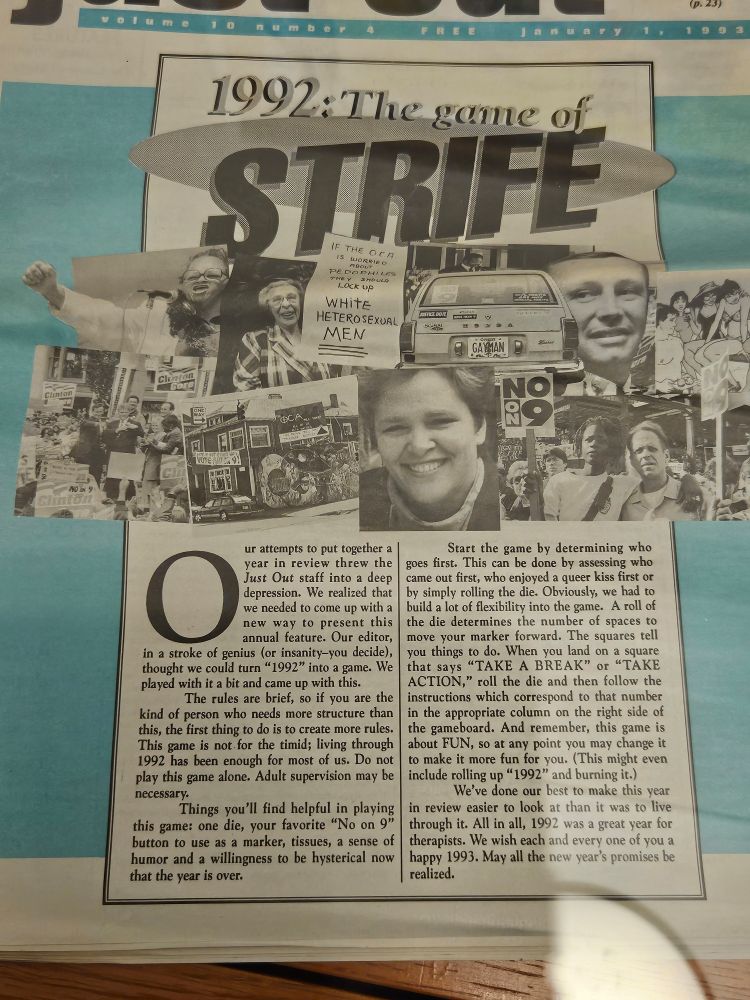 just out
(p. 23)
volume 10 number 4 FREE january 1, 1993
1992: The game of
STRIFE
IF THE OCA
IS WORRIED
ABOUT
PEDOPHILES
THEY SHOULD
LOCK UP
WHITE
HETEROSEXUAL
MEN
GAYMAN
HONDA
Clinton
Gore
Clinton
Clinton
NO on 9
ONE WAY
OCA
VOTE
NO
ON
9
NO
Our attempts to put together a
year in review threw the
Just Out staff into a deep
depression. We realized that
we needed to come up with a
new way to present this
annual feature. Our editor,
in a stroke of genius (or insanity–you decide),
thought we could turn “1992” into a game. We
played with it a bit and came up with this.
The rules are brief, so if you are the
kind of person who needs more structure than
this, the first thing to do is to create more rules.
This game is not for the timid; living through
1992 has been enough for most of us. Do not
play this game alone. Adult supervision may be
necessary.
Things you’ll find helpful in playing
this game: one die, your favorite “No on 9”
button to use as a marker, tissues, a sense of
humor and a willingness to be hysterical now
that the year is over.
Start the game by determining who
goes first. This can be done by assessing who
came out first, who enjoyed a queer kiss first or
by simply rolling the die. Obviously, we had to
build a lot of flexibility into the game. A roll of
the die determines the number of spaces to
move your marker forward. The squares tell
you things to do. When you land on a square
that says “TAKE A BREAK” or “TAKE
ACTION,” roll the die and then follow the
instructions which correspond to that number
in the appropriate column on the right side of
the gameboard. And remember, this game is
about FUN, so at any point you may change it
to make it more fun for you. (This might even
include rolling up “1992” and burning it.)
We’ve done our best to make this year
in review easier to look at than it was to live
through it. All in all, 1992 was a great year for
therapists. We wish each and every one of you a
happy 1993. May all the new year’s promises be
realized.